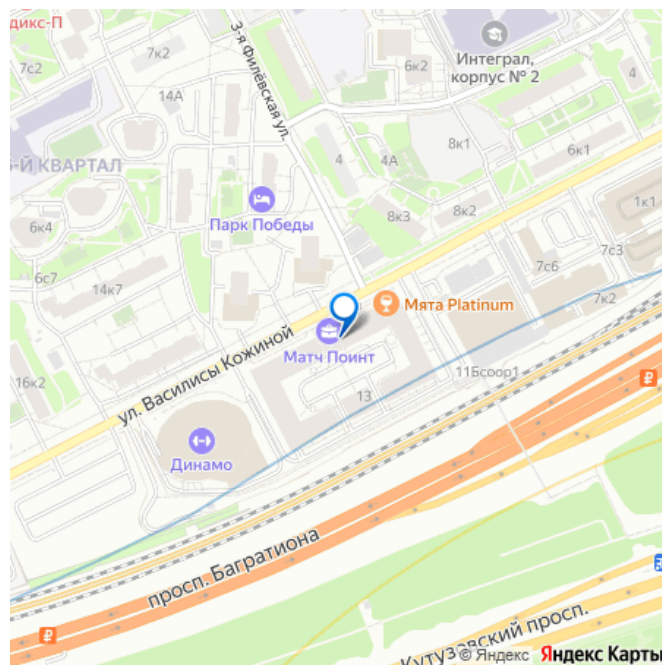 дикс-П
7с2
7к2
14А
3-я Филёвская ул.
6к2
Интеграл,
корпус № 2
4
8к1
6к1
4
4А
-Й КВАРТАЛ
6к4
Парк Победы
8к3
8к2
1к1
7с3
7с6
7к2
6с7
14к7
Мята Platinum
ул. Василисы Кожиной
Матч Поинт
11Бсоор1
16к2
13
Динамо
просп. Багратиона
Кутузовский просп.
© Яндекс Яндекс Карты